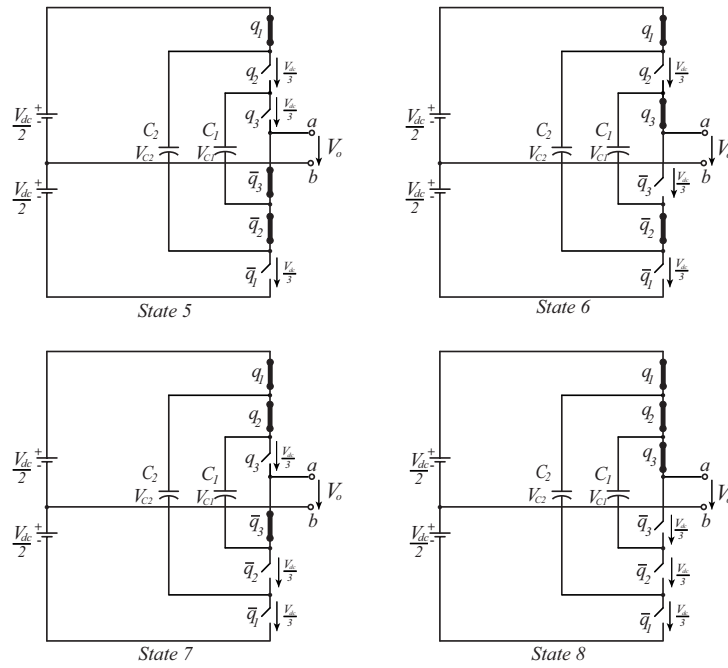 q1
q2 Vdc/3
C2 C1 q3 Vdc/3 a
Vdc/2 + -
VC2 VC1 Vo
q̅3 b
Vdc/2 + -
q̅2
q̅1 Vdc/3
State 5
q1
q2 Vdc/3
C2 C1 q3 a
Vdc/2 + -
VC2 VC1 Vo
q̅3 Vdc/3 b
Vdc/2 + -
q̅2
q̅1 Vdc/3
State 6
q1
q2
C2 C1 q3 Vdc/3 a
Vdc/2 + -
VC2 VC1 Vo
q̅3 b
Vdc/2 + -
q̅2 Vdc/3
q̅1 Vdc/3
State 7
q1
q2
C2 C1 q3 a
Vdc/2 + -
VC2 VC1 Vo
q̅3 Vdc/3 b
Vdc/2 + -
q̅2 Vdc/3
q̅1 Vdc/3
State 8